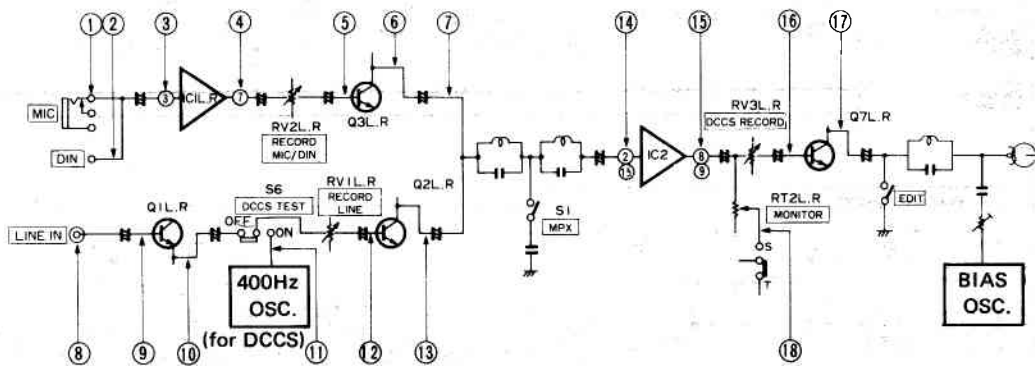 ① ② ③ ④ ⑤ ⑥ ⑦ ⑭ ⑮ ⑯ ⑰
MIC
DIN
③ IC1L.R ⑦
RV2L.R
RECORD
MIC/DIN
Q3L.R
② ⑬ IC2 ⑧ ⑨
RV3L.R
DCCS RECORD
Q7L.R
EDIT
RT2L.R
MONITOR
S
T
S1
MPX
LINE IN
Q1L.R
S6
DCCS TEST
OFF
ON
RV1L.R
RECORD
LINE
Q2L.R
400Hz
OSC.
(for DCCS)
BIAS
OSC.
⑧ ⑨ ⑩ ⑪ ⑫ ⑬ ⑱